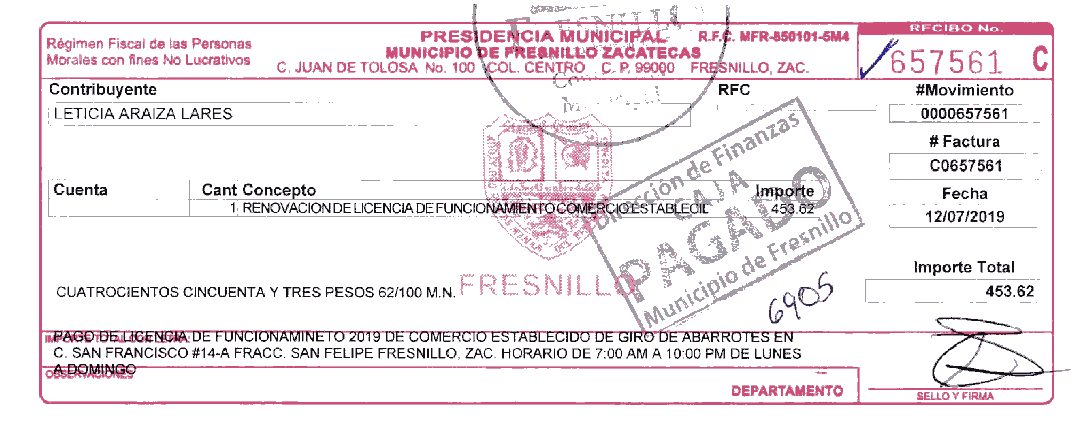 Régimen Fiscal de las Personas
Morales con fines No Lucrativos
PRESIDENCIA MUNICIPAL
MUNICIPIO DE FRESNILLO ZACATECAS
C. JUAN DE TOLOSA No. 100 COL. CENTRO C. P. 99000 FRESNILLO, ZAC.
R.F.C. MFR-850101-5M4
RECIBO No.
657561 C
Contribuyente
LETICIA ARAIZA LARES
RFC
#Movimiento
0000657561
# Factura
C0657561
Fecha
12/07/2019
Cuenta Cant Concepto Importe
1 RENOVACION DE LICENCIA DE FUNCIONAMIENTO COMERCIO ESTABLECI 453.62
Dirección de Finanzas
CAJA
PAGADO
Municipio de Fresnillo
FRESNILLO
6905
Importe Total
453.62
CUATROCIENTOS CINCUENTA Y TRES PESOS 62/100 M.N.
PAGO DE LICENCIA DE FUNCIONAMINETO 2019 DE COMERCIO ESTABLECIDO DE GIRO DE ABARROTES EN
C. SAN FRANCISCO #14-A FRACC. SAN FELIPE FRESNILLO, ZAC. HORARIO DE 7:00 AM A 10:00 PM DE LUNES
A DOMINGO
OBSERVACIONES
DEPARTAMENTO
SELLO Y FIRMA